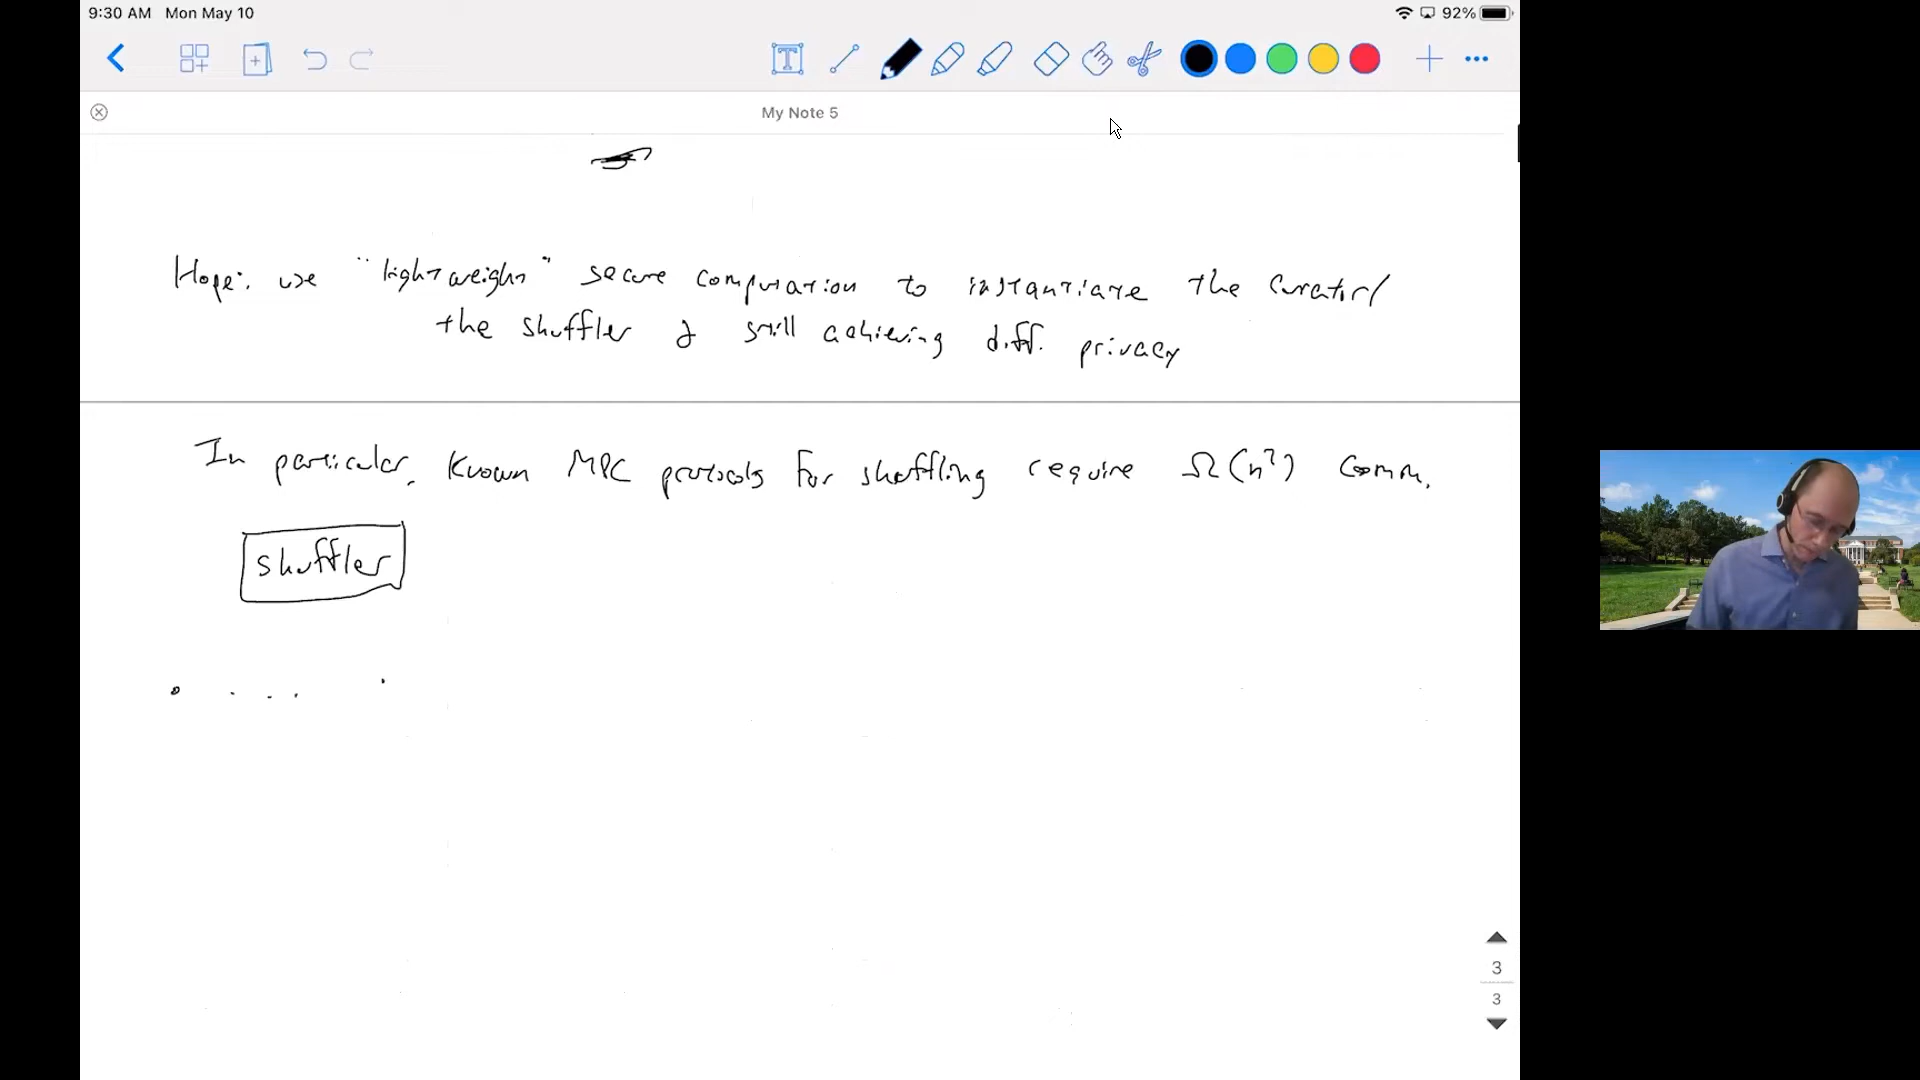 9:30 AM Mon May 10
92%
My Note 5
Hope: use "lightweight" secure computation to instantiate the curator/
the shuffler & still achieving diff. privacy
In particular, known MPC protocols for shuffling require Ω(n²) comm.
shuffler
3
3